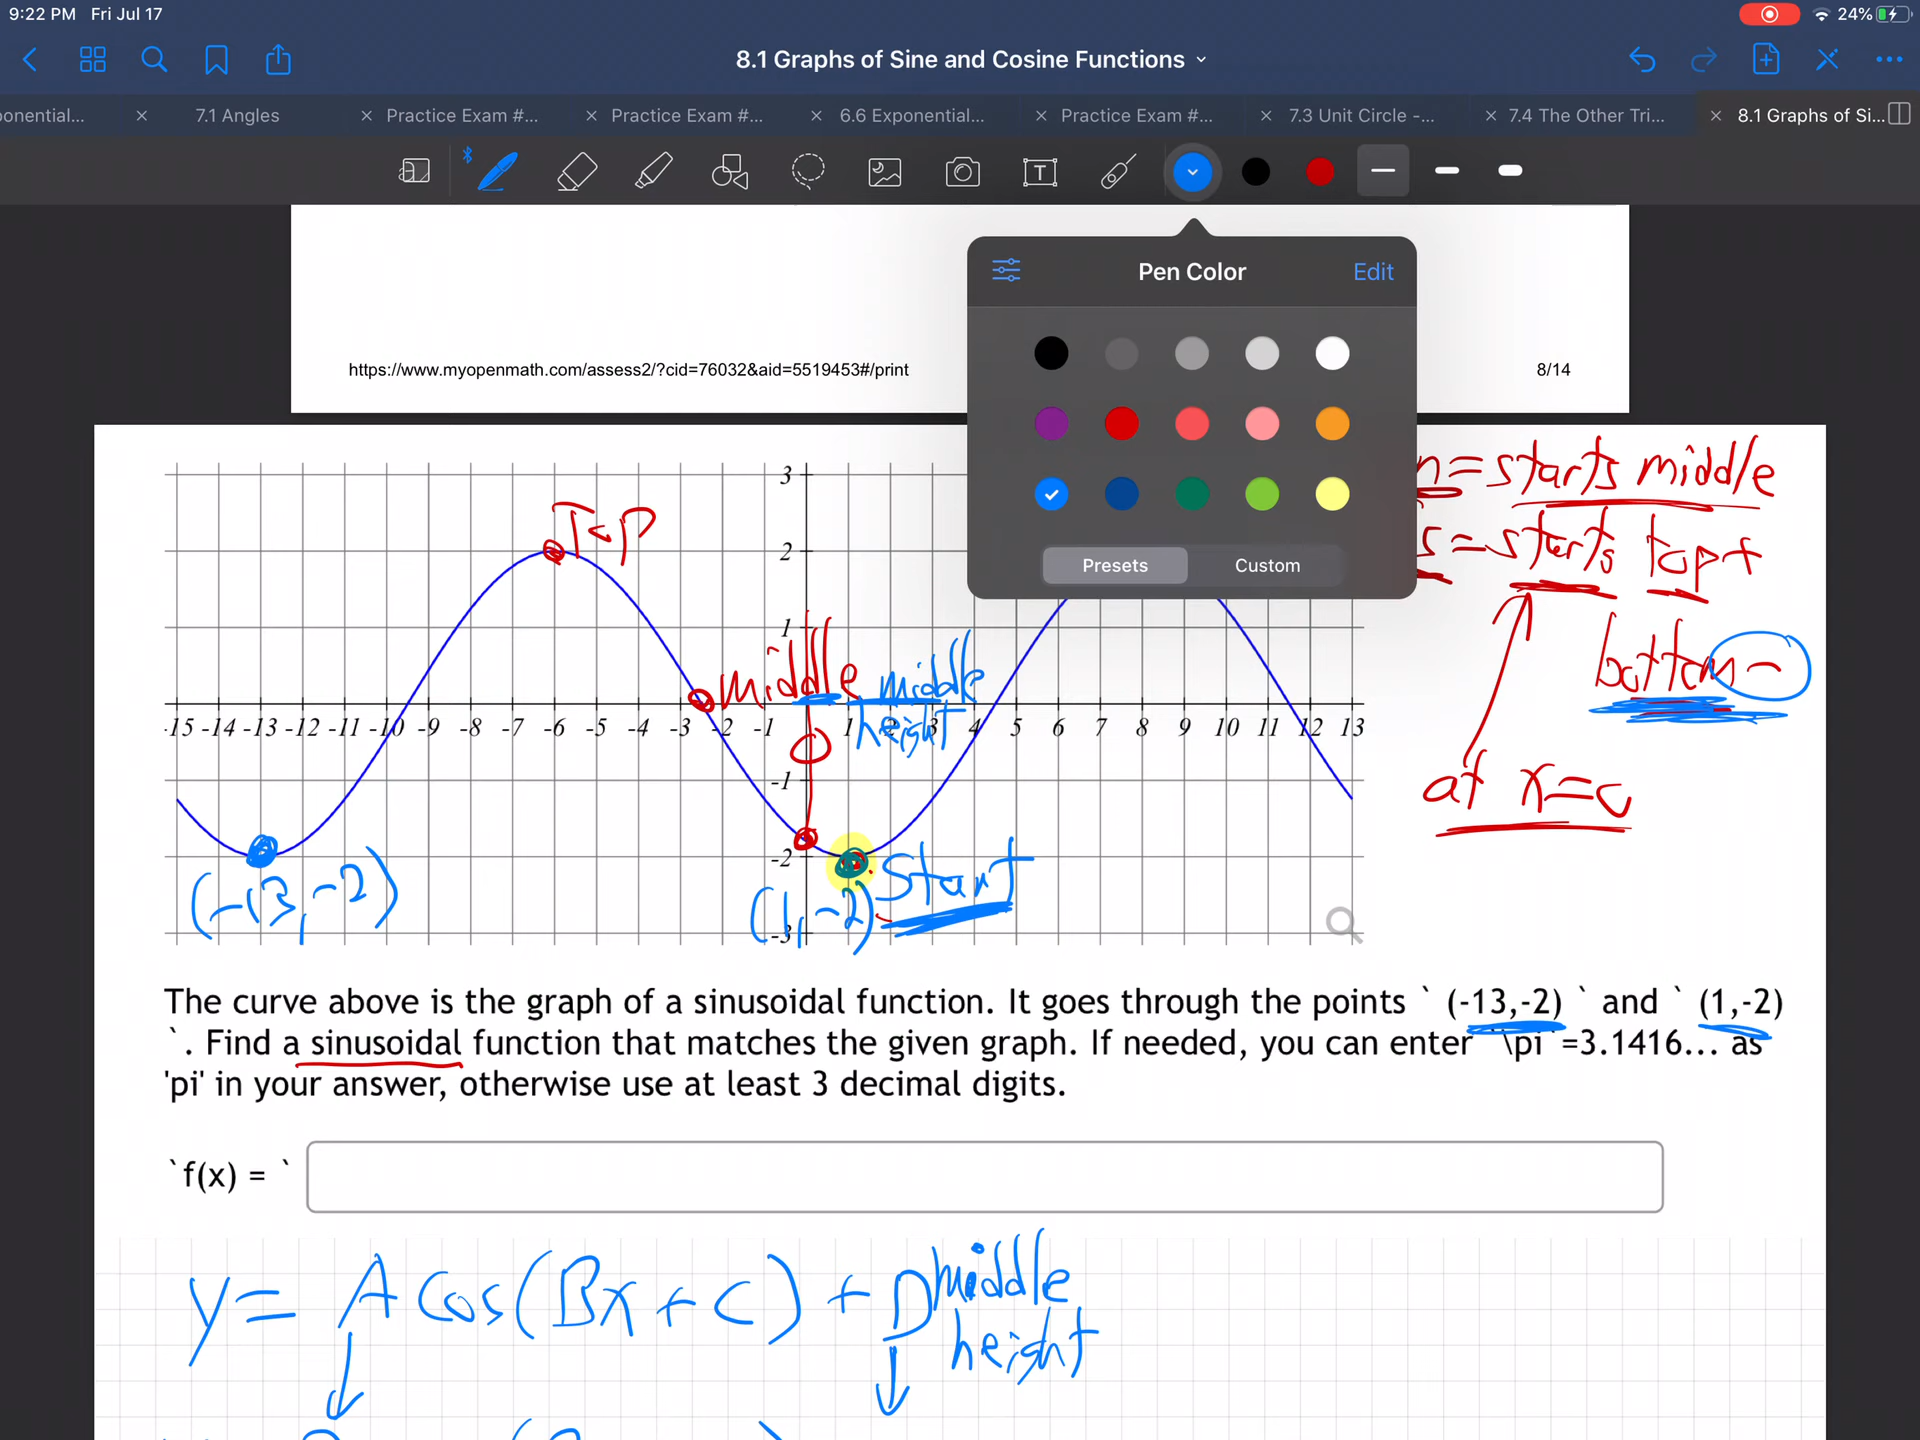 9:22 PM Fri Jul 17
24%
8.1 Graphs of Sine and Cosine Functions
onential...
7.1 Angles
Practice Exam #...
Practice Exam #...
6.6 Exponential...
Practice Exam #...
7.3 Unit Circle -...
7.4 The Other Tri...
8.1 Graphs of Si...
T
Pen Color
Edit
Presets
Custom
https://www.myopenmath.com/assess2/?cid=76032&aid=5519453#/print
8/14
n = starts middle
s = starts top +
bottom -
at x=c
Top
3
2
1
middle
middle
height
-15 -14 -13 -12 -11 -10 -9 -8 -7 -6 -5 -4 -3 -2 -1 1 2 3 4 5 6 7 8 9 10 11 12 13
-1
-2
-3
Start
(-13, -2)
(1, -2)
The curve above is the graph of a sinusoidal function. It goes through the points ` (-13,-2) ` and ` (1,-2)
`. Find a sinusoidal function that matches the given graph. If needed, you can enter `\pi`=3.1416... as
'pi' in your answer, otherwise use at least 3 decimal digits.
`f(x) = `
y = A cos(Bx + C) + D middle
height